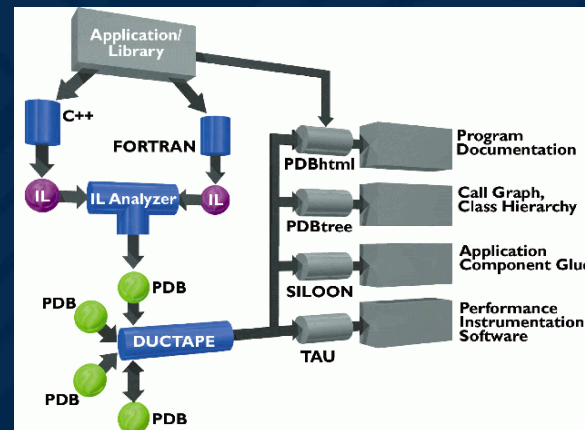 Application/
Library
C++
FORTRAN
IL
IL Analyzer
IL
PDB
PDB
DUCTAPE
PDB
PDB
PDBhtml
Program
Documentation
PDBtree
Call Graph,
Class Hierarchy
SILOON
Application
Component Glue
TAU
Performance
Instrumentation
Software